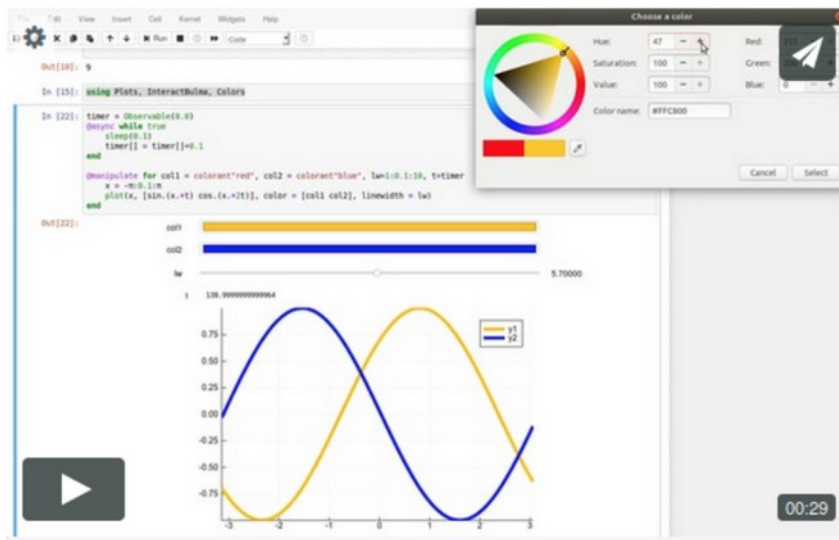 View Insert Cell Kernel Widgets Help
Run Code
Out[10]: 9
In [15]: using Plots, InteractBulma, Colors
In [22]: timer = Observable(0.0)
@async while true
sleep(0.1)
timer[] = timer[]+0.1
end
@manipulate for col1 = colorant"red", col2 = colorant"blue", lw=1:0.1:10, t=timer
x = -π:0.1:π
plot(x, [sin.(x.+t) cos.(x.+2t)], color = [col1 col2], linewidth = lw)
end
Out[22]:
col1
col2
lw 5.70000
t 138.9999999999964
y1
y2
0.75
0.50
0.25
0.00
-0.25
-0.50
-0.75
-3 -2 -1 0 1 2 3
Choose a color
Hue: 47 - + Red:
Saturation: 100 - + Green:
Value: 100 - + Blue: 0 - +
Color name: #FFC800
Cancel Select
00:29